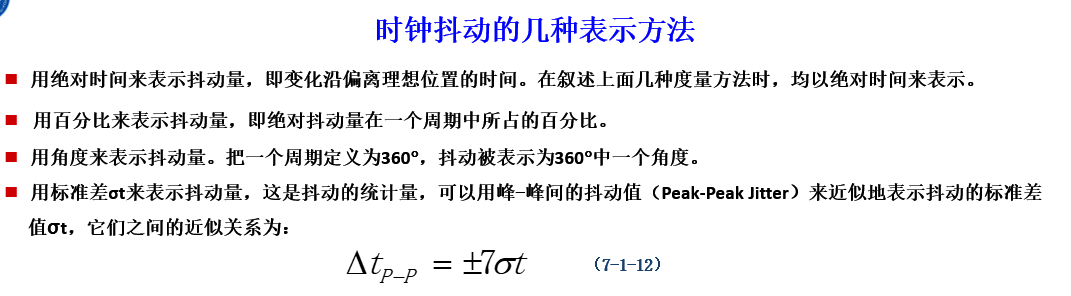 时钟抖动的几种表示方法
用绝对时间来表示抖动量，即变化沿偏离理想位置的时间。在叙述上面几种度量方法时，均以绝对时间来表示。
用百分比来表示抖动量，即绝对抖动量在一个周期中所占的百分比。
用角度来表示抖动量。把一个周期定义为360°，抖动被表示为360°中一个角度。
用标准差σt来表示抖动量，这是抖动的统计量，可以用峰-峰间的抖动值（Peak-Peak Jitter）来近似地表示抖动的标准差
值σt，它们之间的近似关系为：
Δt_{P-P} = ±7σt （7-1-12）